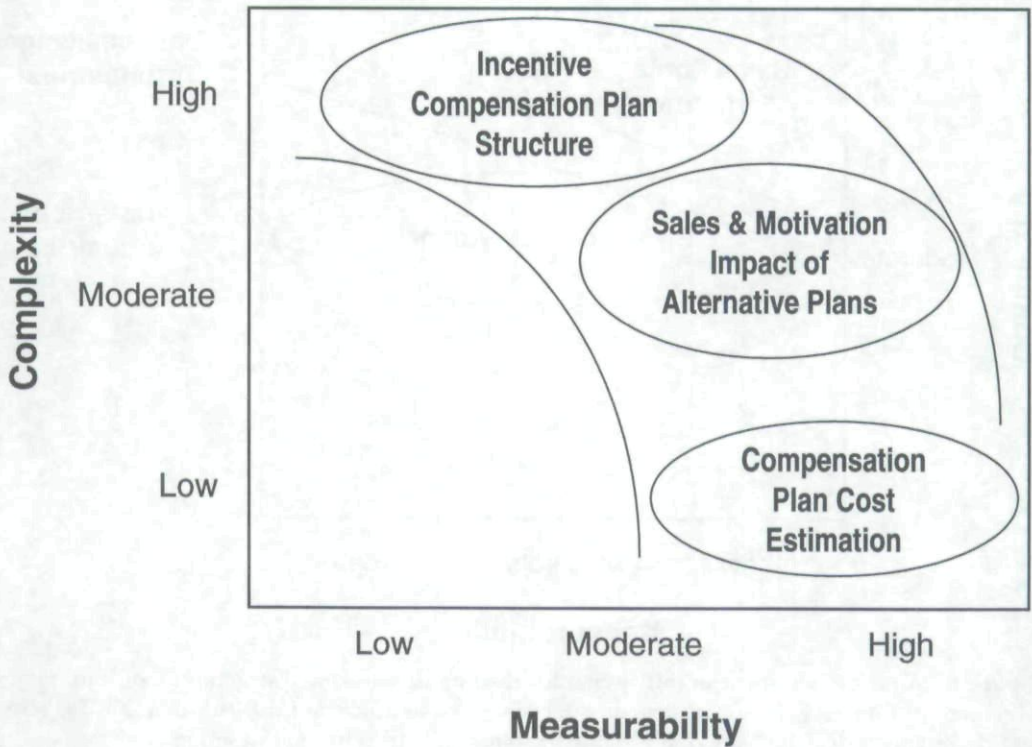 Incentive
Compensation Plan
Structure
Sales & Motivation
Impact of
Alternative Plans
Compensation
Plan Cost
Estimation
Complexity
High
Moderate
Low
Low
Moderate
High
Measurability